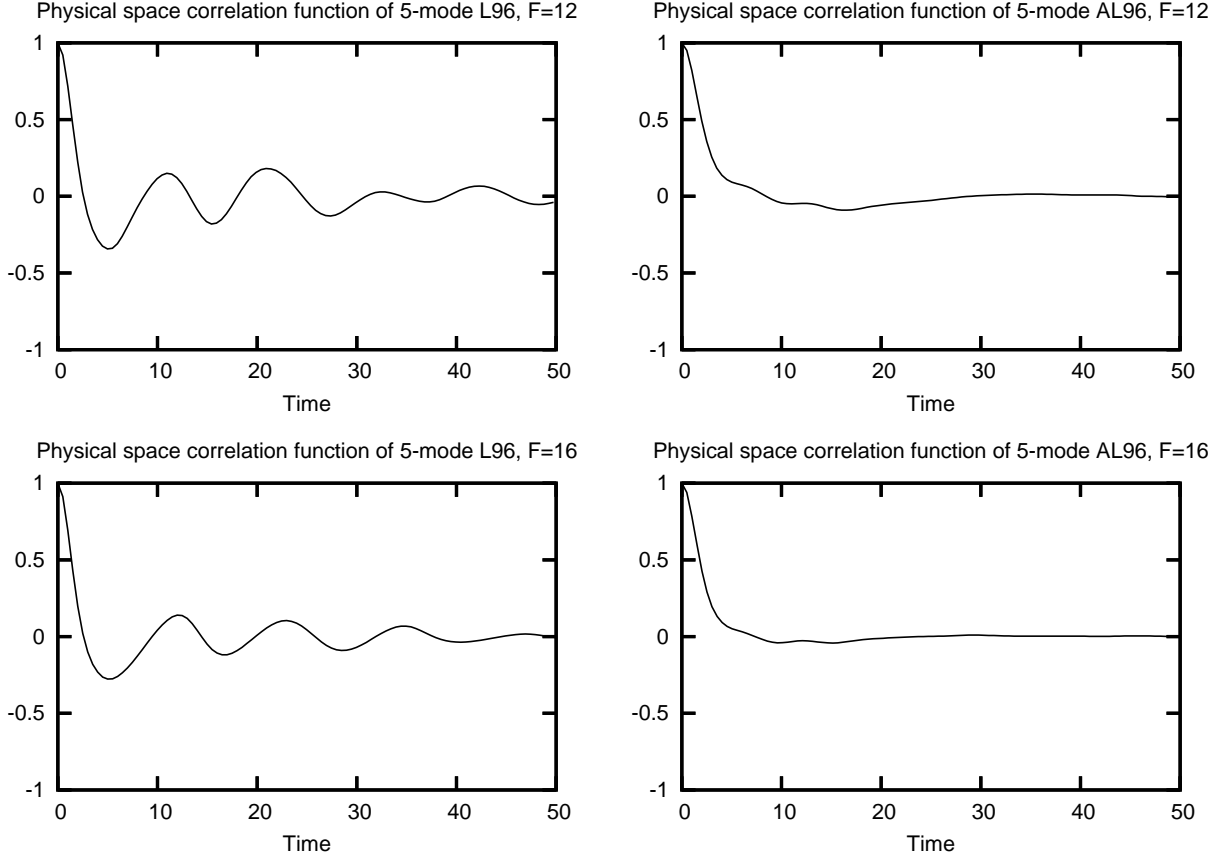 Physical space correlation function of 5-mode L96, F=12
1
0.5
0
-0.5
-1
0 10 20 30 40 50
Time
Physical space correlation function of 5-mode AL96, F=12
1
0.5
0
-0.5
-1
0 10 20 30 40 50
Time
Physical space correlation function of 5-mode L96, F=16
1
0.5
0
-0.5
-1
0 10 20 30 40 50
Time
Physical space correlation function of 5-mode AL96, F=16
1
0.5
0
-0.5
-1
0 10 20 30 40 50
Time